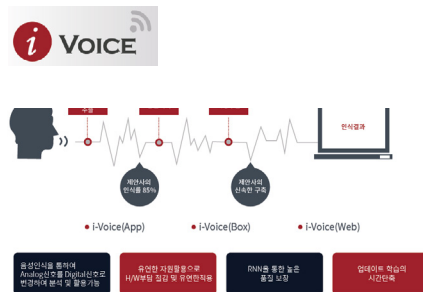 i VOICE
인식결과
제안사의
인식률 85%
제안사의
신속한 구축
• i-Voice(App)
• i-Voice(Box)
• i-Voice(Web)
음성인식을 통하여
Analog신호를 Digital신호로
변경하여 분석 및 활용가능
유연한 자원활용으로
H/W부담 절감 및 유연한적용
RNN을 통한 높은
품질 보장
업데이트 학습의
시간단축